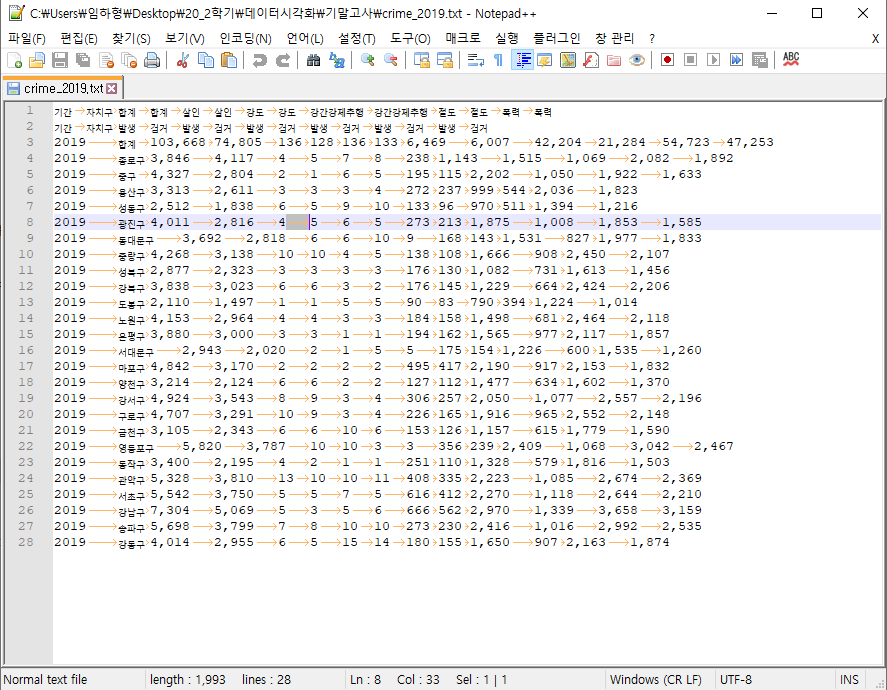 C:₩Users₩임하형₩Desktop₩20_2학기₩데이터시각화₩기말고사₩crime_2019.txt - Notepad++
파일(F) 편집(E) 찾기(S) 보기(V) 인코딩(N) 언어(L) 설정(T) 도구(O) 매크로 실행 플러그인 창 관리 ? X
crime_2019.txt
1 기간 자치구 합계 합계 살인 살인 강도 강도 강간강제추행 강간강제추행 절도 절도 폭력 폭력
2 기간 자치구 발생 검거 발생 검거 발생 검거 발생 검거 발생 검거 발생 검거
3 2019 합계 103,668 74,805 136 128 136 133 6,469 6,007 42,204 21,284 54,723 47,253
4 2019 종로구 3,846 4,117 4 5 7 8 238 1,143 1,515 1,069 2,082 1,892
5 2019 중구 4,327 2,804 2 1 6 5 195 115 2,202 1,050 1,922 1,633
6 2019 용산구 3,313 2,611 3 3 3 4 272 237 999 544 2,036 1,823
7 2019 성동구 2,512 1,838 6 5 9 10 133 96 970 511 1,394 1,216
8 2019 광진구 4,011 2,816 4 5 6 5 273 213 1,875 1,008 1,853 1,585
9 2019 동대문구 3,692 2,818 6 6 10 9 168 143 1,531 827 1,977 1,833
10 2019 중랑구 4,268 3,138 10 10 4 5 138 108 1,666 908 2,450 2,107
11 2019 성북구 2,877 2,323 3 3 3 3 176 130 1,082 731 1,613 1,456
12 2019 강북구 3,838 3,023 6 6 3 2 176 145 1,229 664 2,424 2,206
13 2019 도봉구 2,110 1,497 1 1 5 5 90 83 790 394 1,224 1,014
14 2019 노원구 4,153 2,964 4 4 3 3 184 158 1,498 681 2,464 2,118
15 2019 은평구 3,880 3,000 3 3 1 1 194 162 1,565 977 2,117 1,857
16 2019 서대문구 2,943 2,020 2 1 5 5 175 154 1,226 600 1,535 1,260
17 2019 마포구 4,842 3,170 2 2 2 2 495 417 2,190 917 2,153 1,832
18 2019 양천구 3,214 2,124 6 6 2 2 127 112 1,477 634 1,602 1,370
19 2019 강서구 4,924 3,543 8 9 3 4 306 257 2,050 1,077 2,557 2,196
20 2019 구로구 4,707 3,291 10 9 3 4 226 165 1,916 965 2,552 2,148
21 2019 금천구 3,105 2,343 6 6 10 6 153 126 1,157 615 1,779 1,590
22 2019 영등포구 5,820 3,787 10 10 3 3 356 239 2,409 1,068 3,042 2,467
23 2019 동작구 3,400 2,195 4 2 1 1 251 110 1,328 579 1,816 1,503
24 2019 관악구 5,328 3,810 13 10 10 11 408 335 2,223 1,085 2,674 2,369
25 2019 서초구 5,542 3,750 5 5 7 5 616 412 2,270 1,118 2,644 2,210
26 2019 강남구 7,304 5,069 5 3 5 6 666 562 2,970 1,339 3,658 3,159
27 2019 송파구 5,698 3,799 7 8 10 10 273 230 2,416 1,016 2,992 2,535
28 2019 강동구 4,014 2,955 6 5 15 14 180 155 1,650 907 2,163 1,874
Normal text file length : 1,993 lines : 28 Ln : 8 Col : 33 Sel : 1 | 1 Windows (CR LF) UTF-8 INS